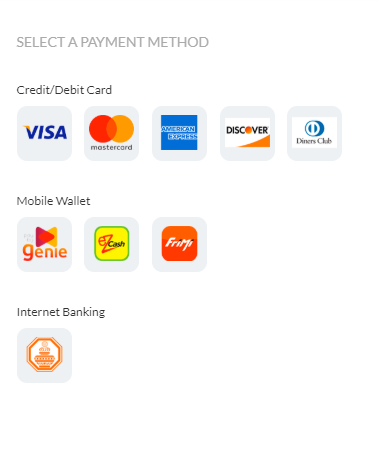 SELECT A PAYMENT METHOD
Credit/Debit Card
VISA
mastercard
AMERICAN
EXPRESS
DISCOVER
Diners Club
Mobile Wallet
genie
eZ
Cash
FriMi
Internet Banking